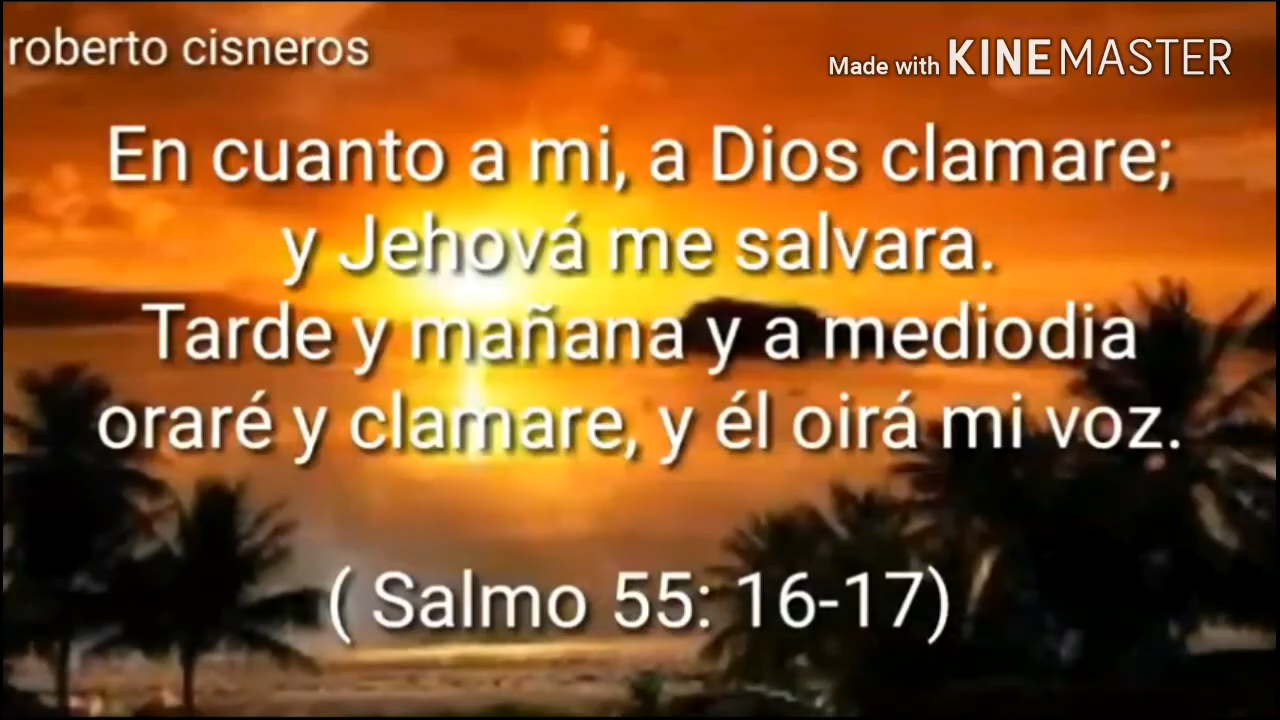 roberto cisneros
Made with KINEMASTER
En cuanto a mi, a Dios clamare;
y Jehová me salvara.
Tarde y mañana y a mediodia
oraré y clamare, y él oirá mi voz.
( Salmo 55: 16-17)